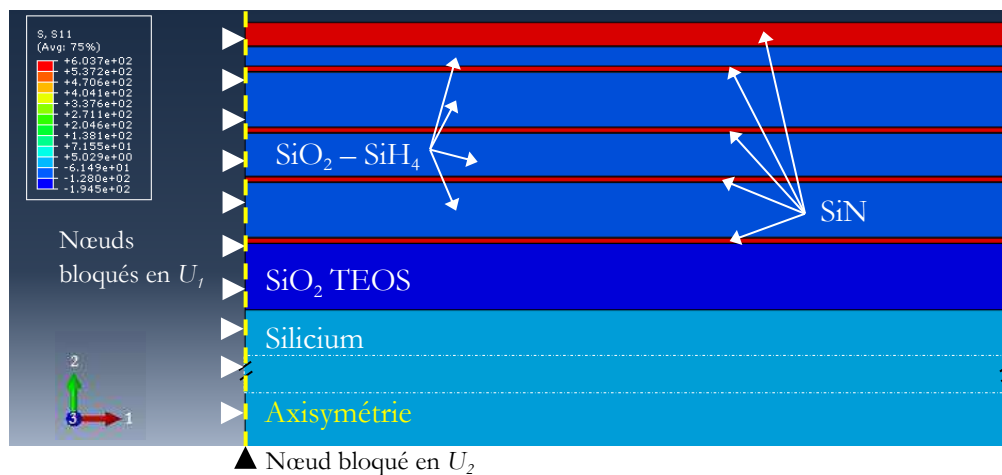 S, S11
(Avg: 75%)
+6.037e+02
+5.372e+02
+4.706e+02
+4.041e+02
+3.376e+02
+2.711e+02
+2.046e+02
+1.381e+02
+7.155e+01
+5.029e+00
-6.149e+01
-1.280e+02
-1.945e+02
SiO₂ – SiH₄
SiN
Nœuds
bloqués en U₁
SiO₂ TEOS
Silicium
Axisymétrie
2
3
1
Nœud bloqué en U₂